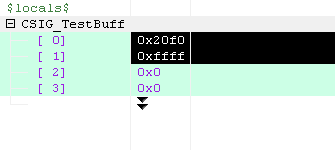 $locals$
CSIG_TestBuff
[ 0] 0x20f0
[ 1] 0xffff
[ 2] 0x0
[ 3] 0x0